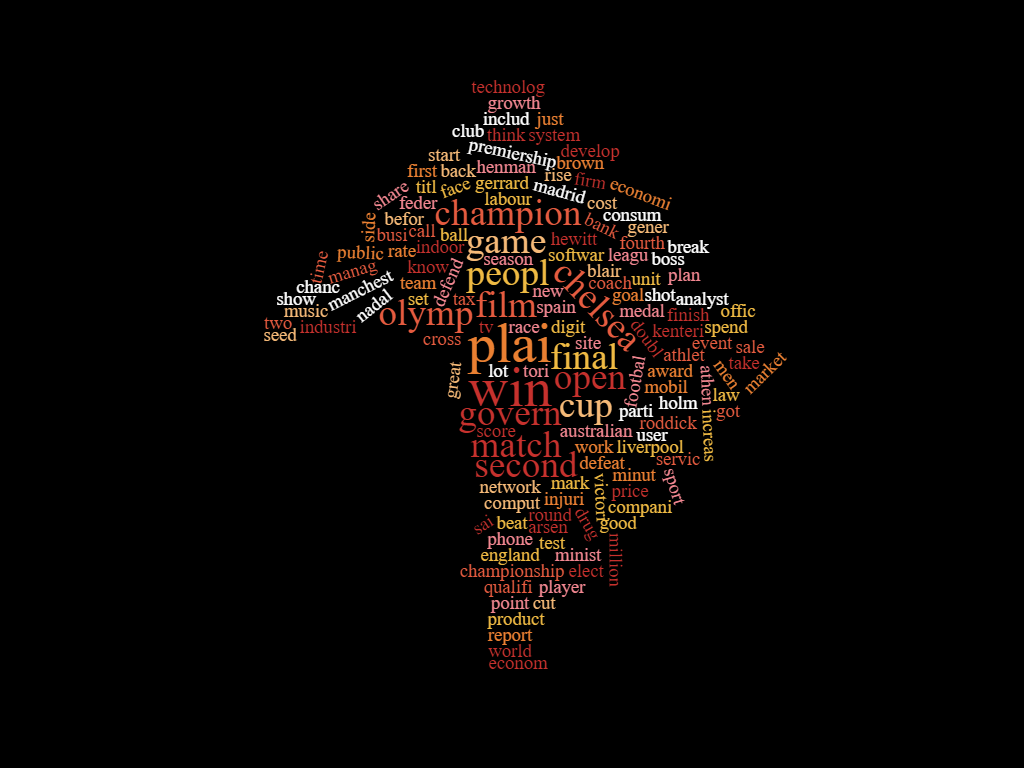 technolog
growth
includ just
club think system
premiership develop
start brown
first back henman rise firm economi
share titl face gerrard madrid
feder labour cost
befor champion bank consum
side busi call ball gener
game hewitt fourth break
public rate indoor season softwar leagu boss
time manag know defend peopl chelsea blair plan
chanc team coach unit
show manchest nadal set tax new goal shot analyst
music olymp film spain medal finish offic
two industri tv race digit doubl kenteri spend
seed cross plai site event sale
final athlet take market
great lot tori open footbal award athen men
win mobil law
govern cup parti holm increas got
score australian user roddick
match work liverpool
second defeat servic
network mark victori minut sport
comput injuri price compani
sai beat round drug good
arsen
phone test million
england minist
championship elect
qualifi player
point cut
product
report
world
econom